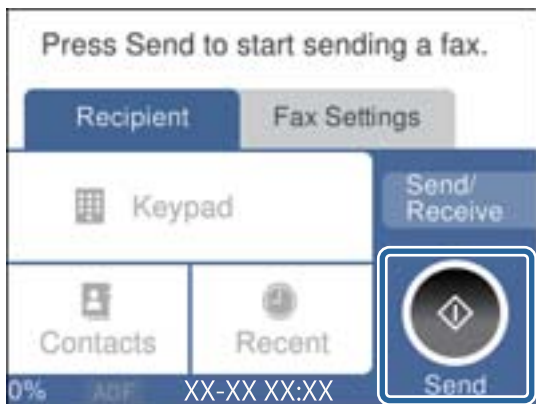 Press Send to start sending a fax.
Recipient
Fax Settings
Keypad
Send/
Receive
Contacts
Recent
0%
ADF
XX-XX XX:XX
Send